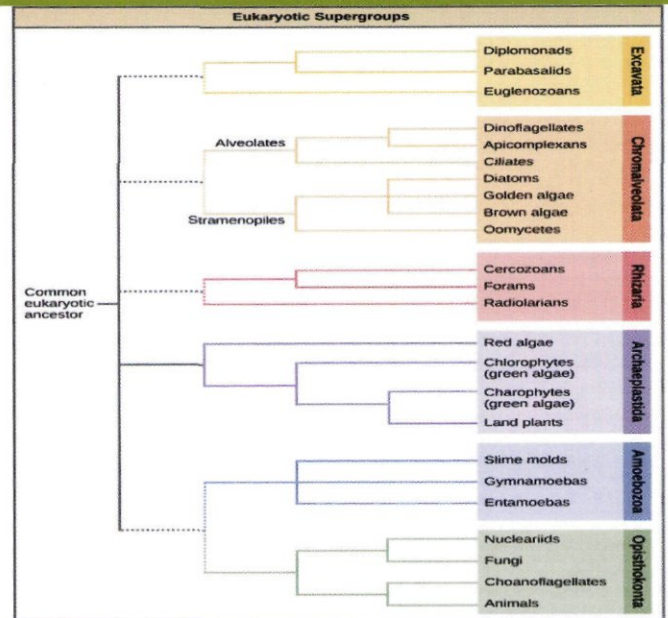 Eukaryotic Supergroups
Diplomonads
Parabasalids
Euglenozoans
Excavata
Alveolates
Dinoflagellates
Apicomplexans
Ciliates
Stramenopiles
Diatoms
Golden algae
Brown algae
Oomycetes
Chromalveolata
Common
eukaryotic
ancestor
Cercozoans
Forams
Radiolarians
Rhizaria
Red algae
Chlorophytes
(green algae)
Charophytes
(green algae)
Land plants
Archaeplastida
Slime molds
Gymnamoebas
Entamoebas
Amoebozoa
Nucleariids
Fungi
Choanoflagellates
Animals
Opisthokonta